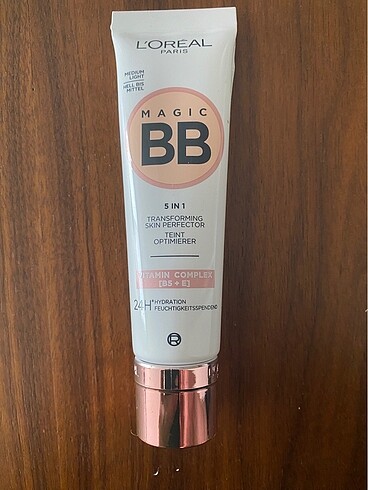 L'ORÉAL
PARIS
MEDIUM
LIGHT
HELL BIS
MITTEL
MAGIC
BB
5 IN 1
TRANSFORMING
SKIN PERFECTOR
TEINT
OPTIMIERER
VITAMIN COMPLEX
[B5 + E]
24H*HYDRATION
FEUCHTIGKEITSSPENDEND